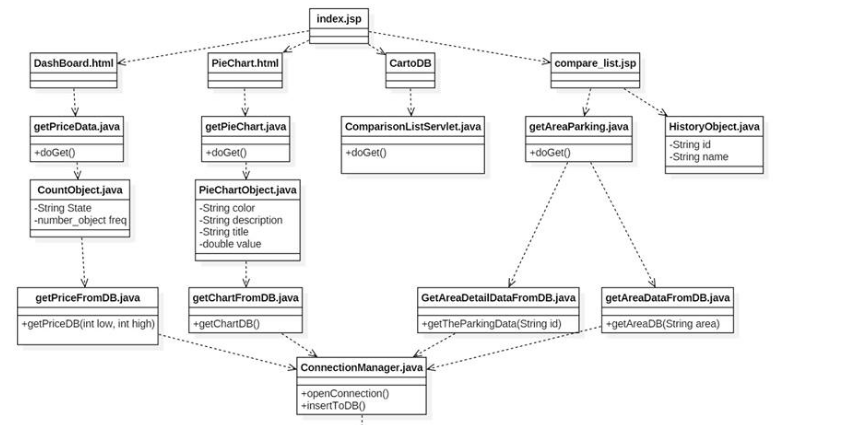 index.jsp
DashBoard.html
PieChart.html
CartoDB
compare_list.jsp
getPriceData.java
+doGet()
getPieChart.java
+doGet()
ComparisonListServlet.java
+doGet()
getAreaParking.java
+doGet()
HistoryObject.java
-String id
-String name
CountObject.java
-String State
-number_object freq
PieChartObject.java
-String color
-String description
-String title
-double value
getPriceFromDB.java
+getPriceDB(int low, int high)
getChartFromDB.java
+getChartDB()
GetAreaDetailDataFromDB.java
+getTheParkingData(String id)
getAreaDataFromDB.java
+getAreaDB(String area)
ConnectionManager.java
+openConnection()
+insertToDB()